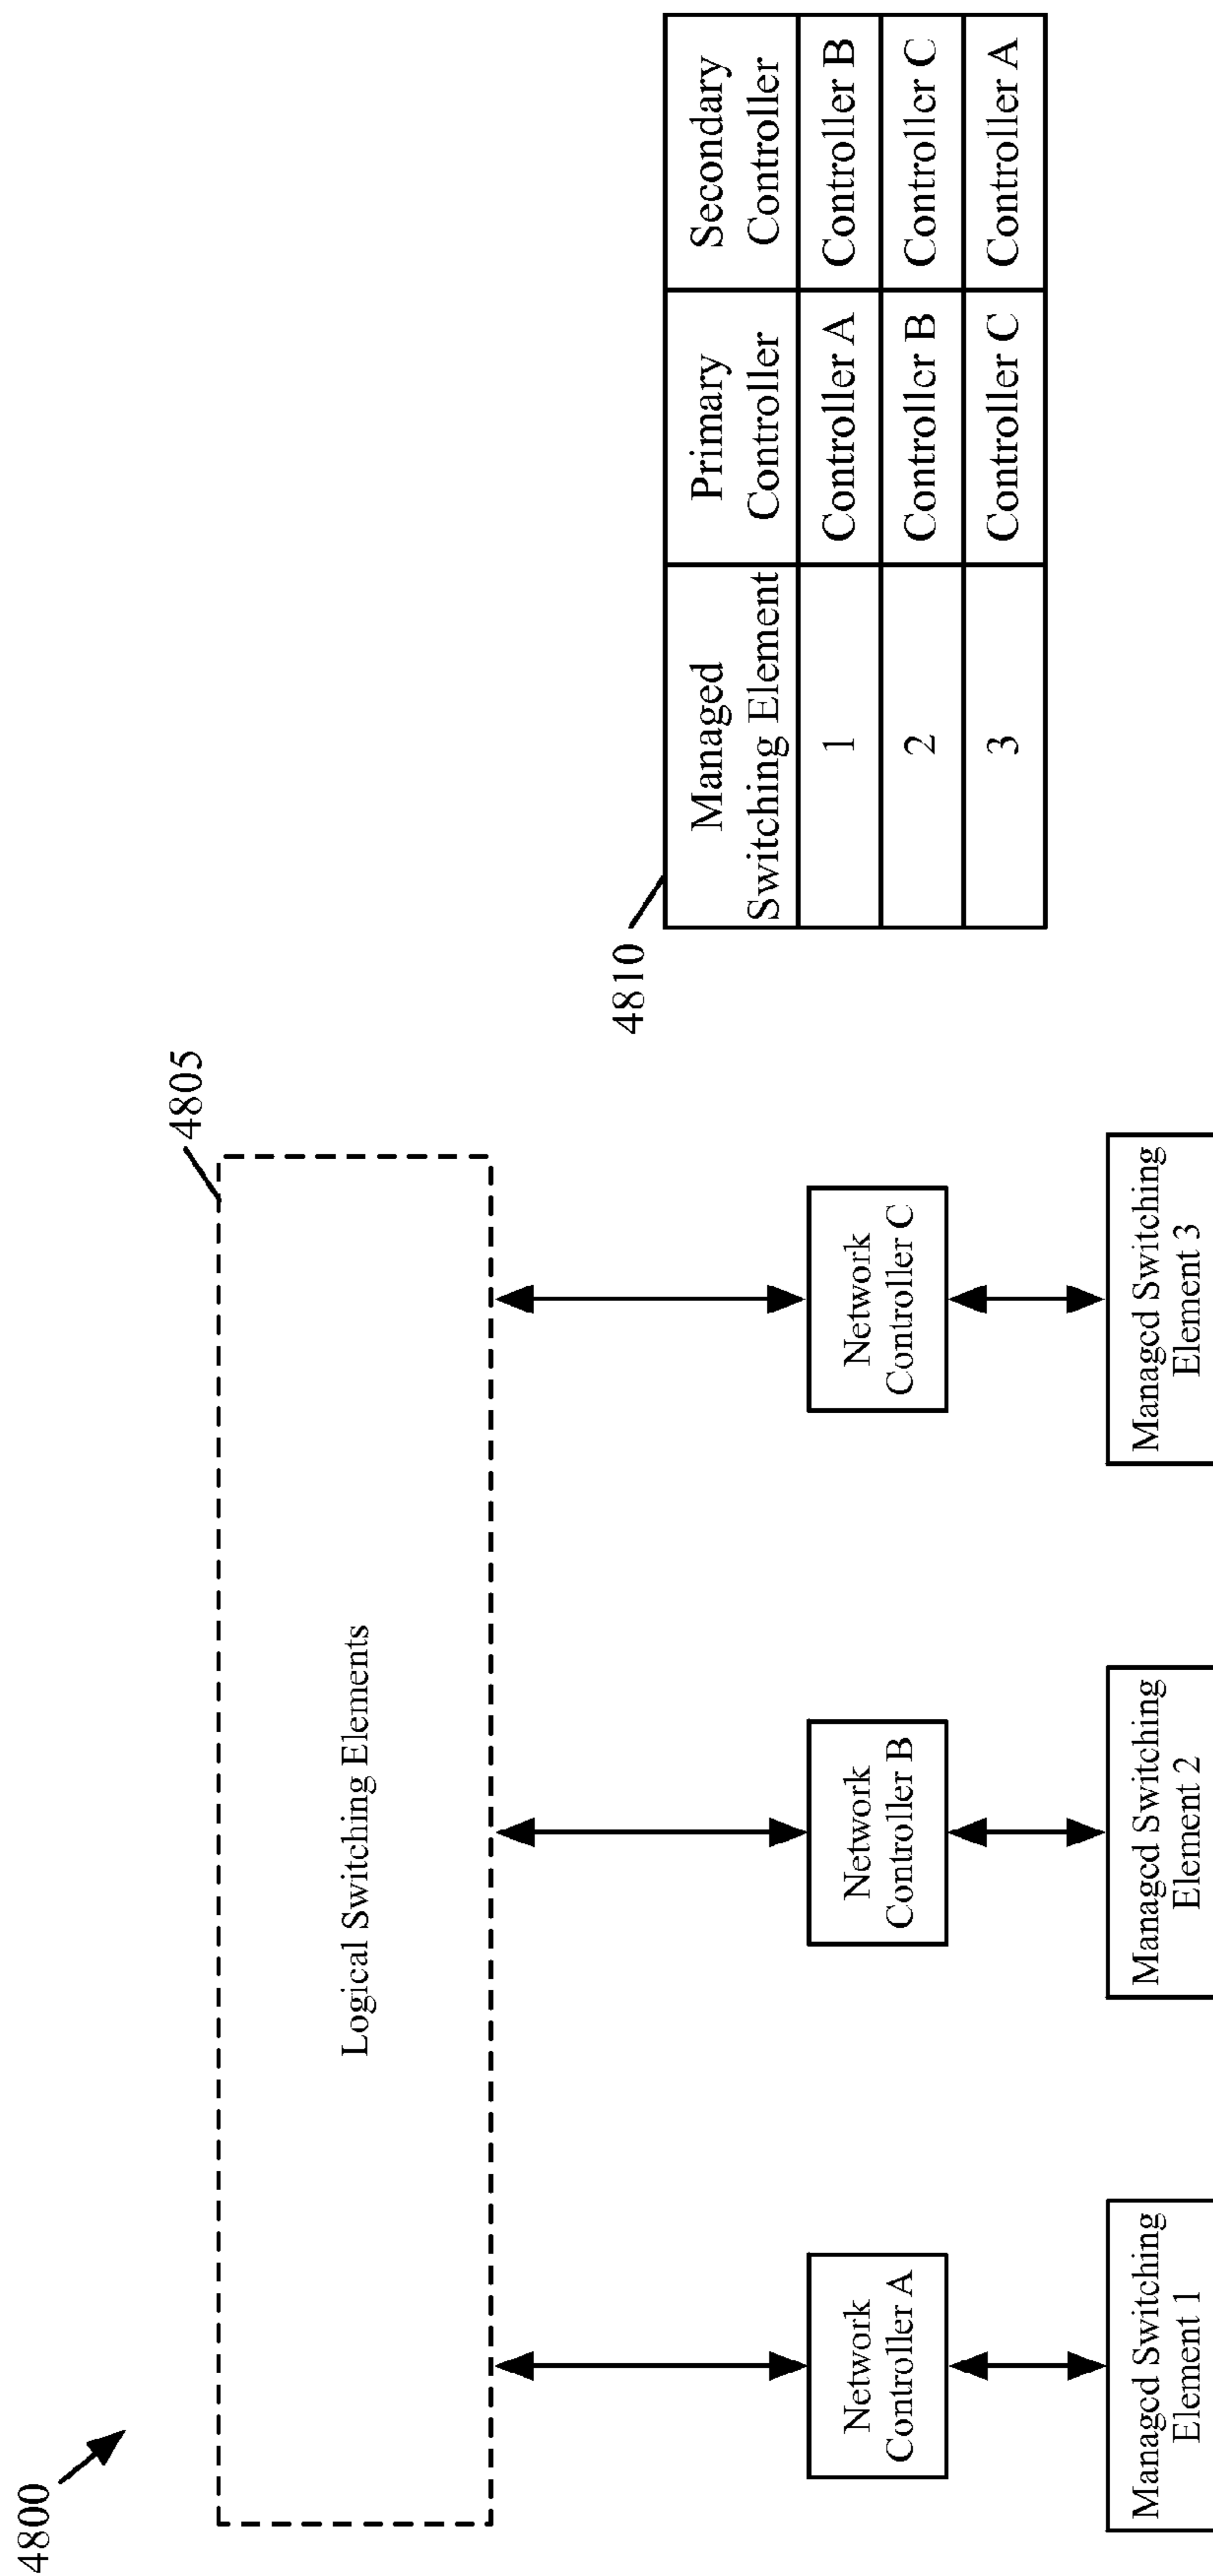 4800
4805
Logical Switching Elements
Network
Controller A
Network
Controller B
Network
Controller C
Managed Switching
Element 1
Managed Switching
Element 2
Managed Switching
Element 3
4810
Managed
Switching Element
Primary
Controller
Secondary
Controller
1
Controller A
Controller B
2
Controller B
Controller C
3
Controller C
Controller A